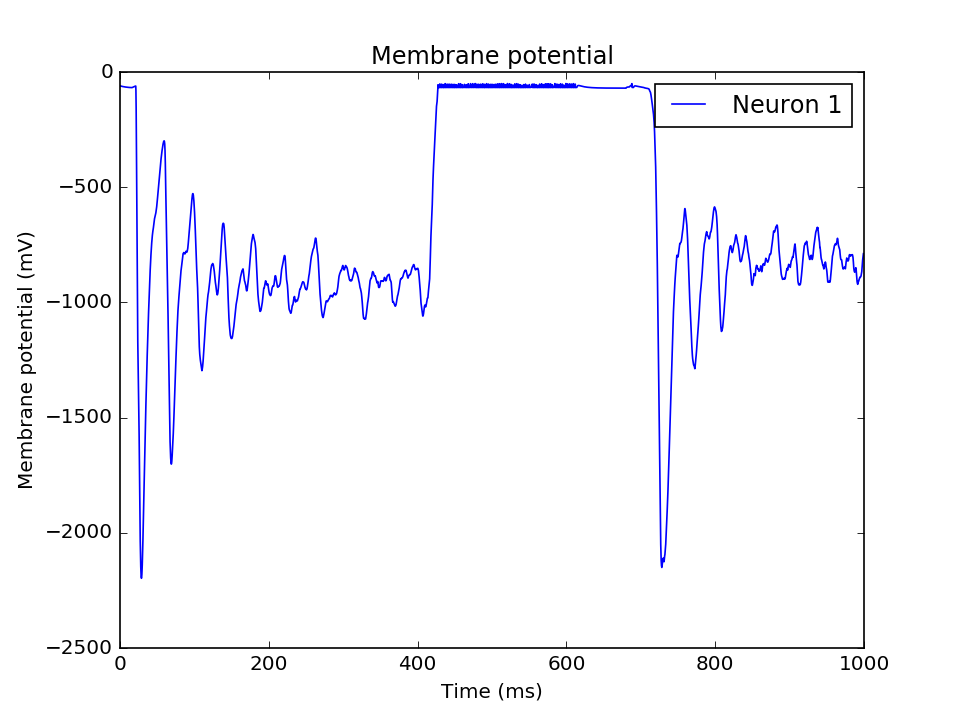 Membrane potential
Neuron 1
Membrane potential (mV)
0
−500
−1000
−1500
−2000
−2500
0 200 400 600 800 1000
Time (ms)